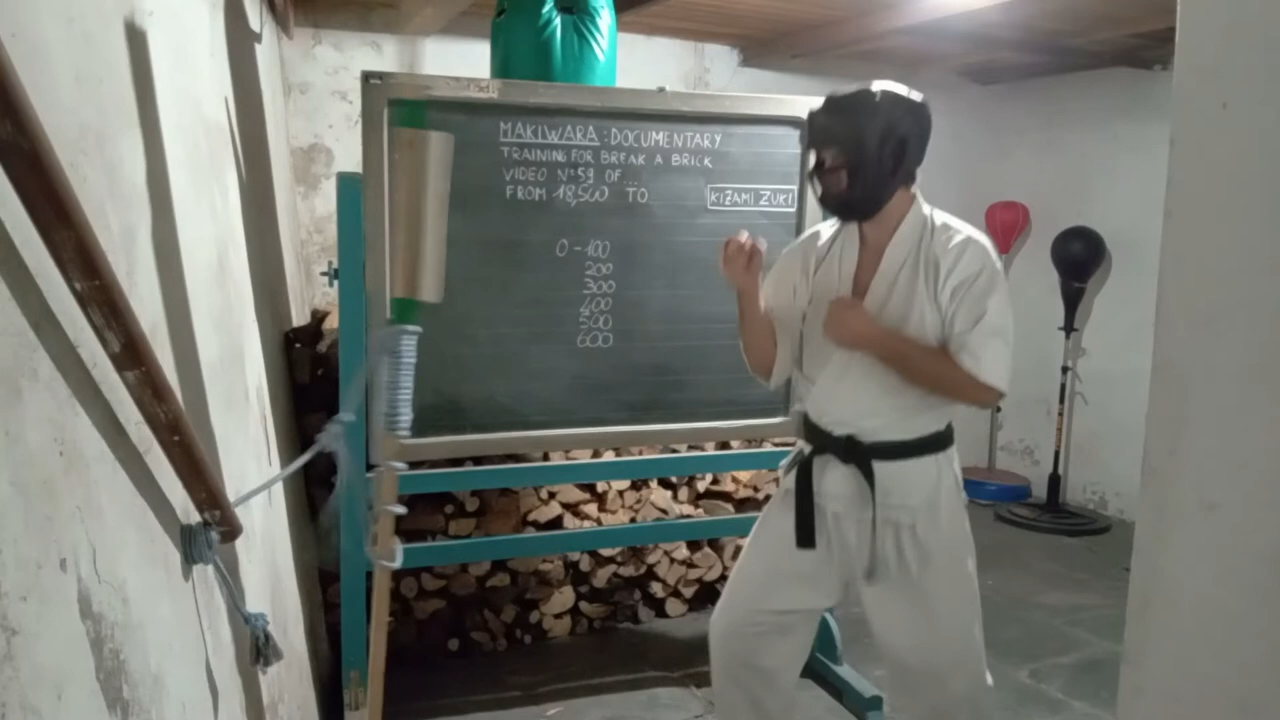 MAKIWARA : DOCUMENTARY
TRAINING FOR BREAK A BRICK
VIDEO Nº59 OF...
FROM 18,500 TO
KIZAMI ZUKI
0-100
200
300
400
500
600